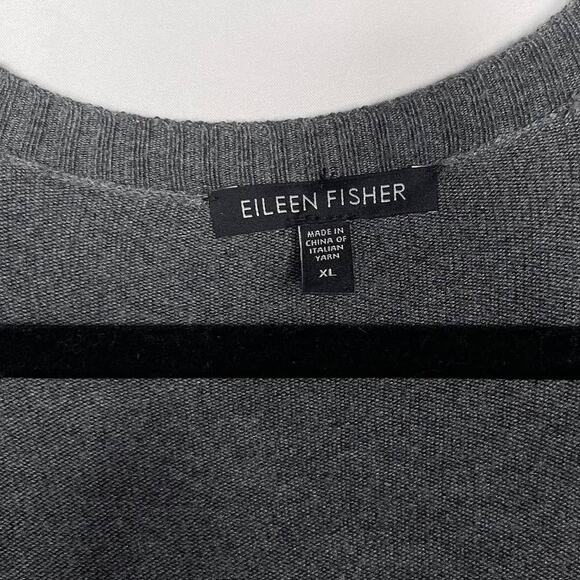 EILEEN FISHER
MADE IN
CHINA OF
ITALIAN
YARN
XL